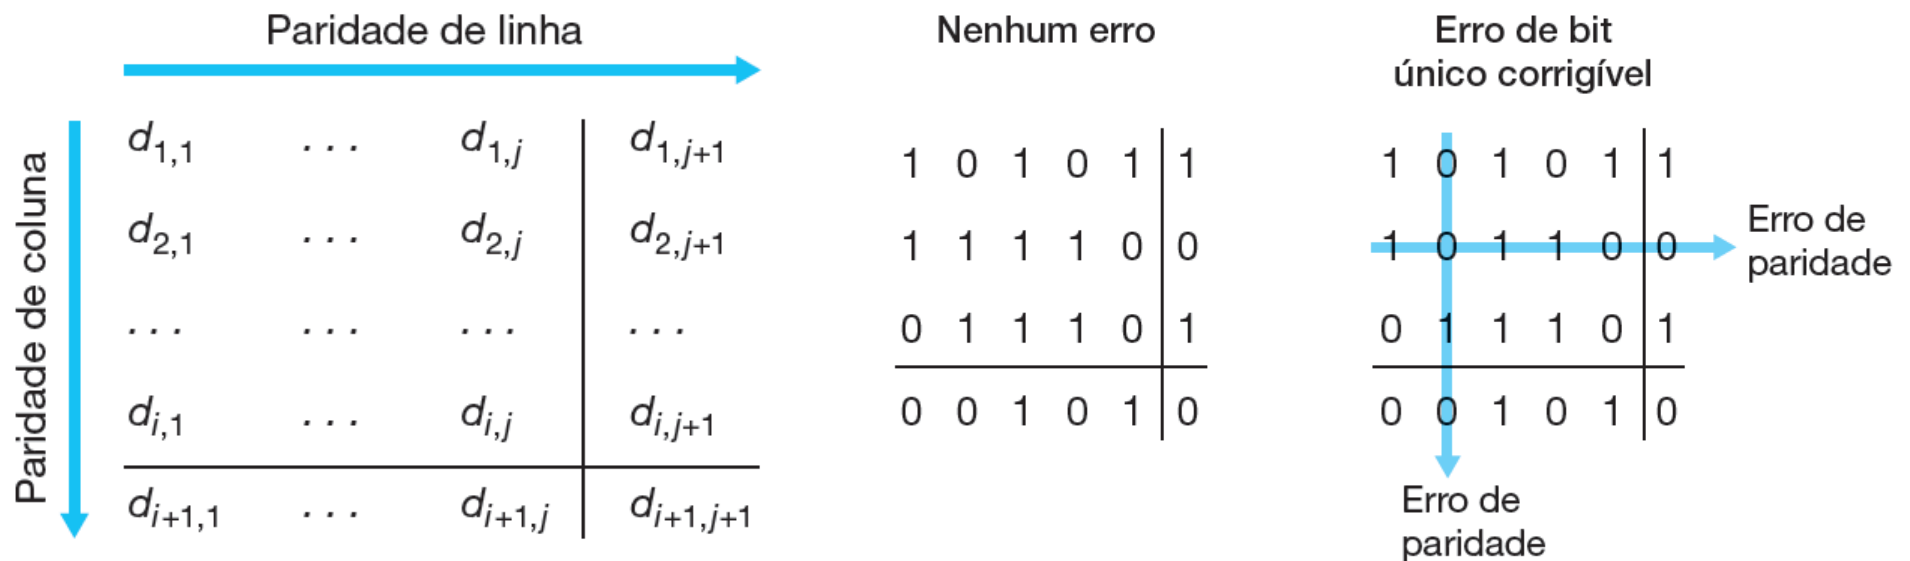 Paridade de linha
Paridade de coluna
d1,1 . . . d1,j d1,j+1
d2,1 . . . d2,j d2,j+1
. . . . . . . . . . . .
di,1 . . . di,j di,j+1
di+1,1 . . . di+1,j di+1,j+1
Nenhum erro
1 0 1 0 1 1
1 1 1 1 0 0
0 1 1 1 0 1
0 0 1 0 1 0
Erro de bit
único corrigível
1 0 1 0 1 1
1 0 1 1 0 0
0 1 1 1 0 1
0 0 1 0 1 0
Erro de
paridade
Erro de
paridade